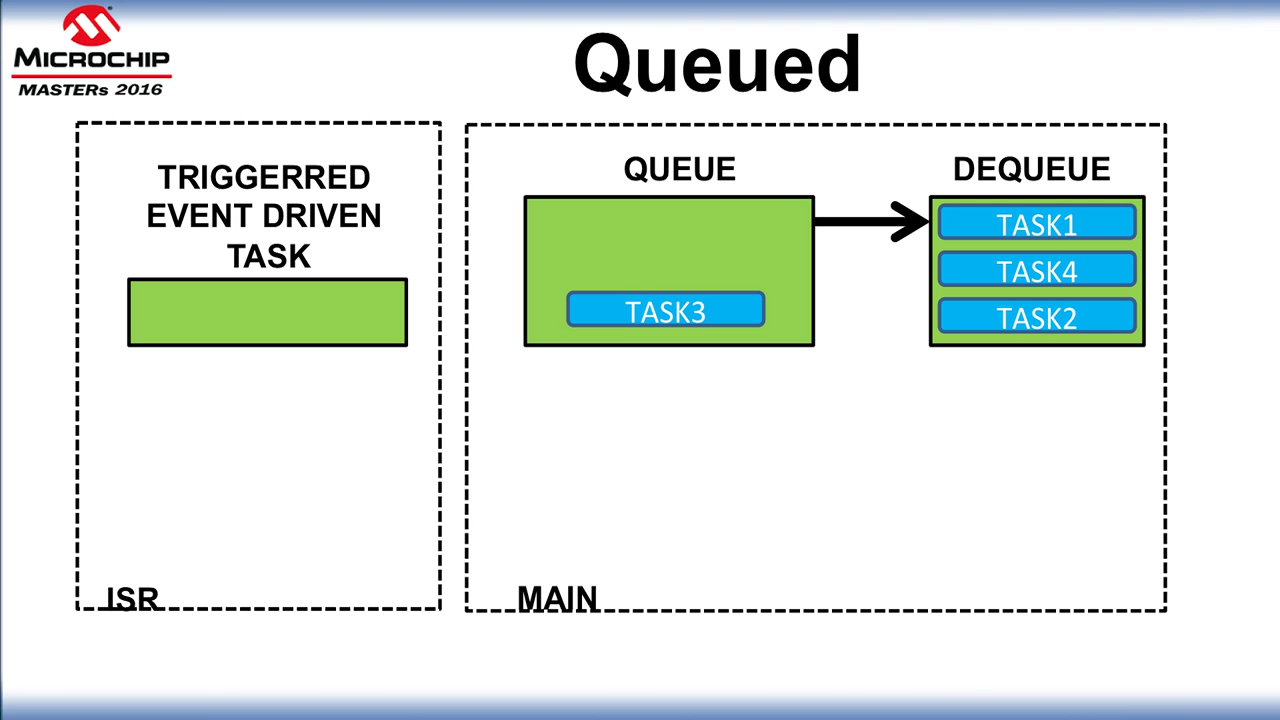 MICROCHIP
MASTERs 2016
Queued
TRIGGERRED
EVENT DRIVEN
TASK
ISR
QUEUE
TASK3
DEQUEUE
TASK1
TASK4
TASK2
MAIN